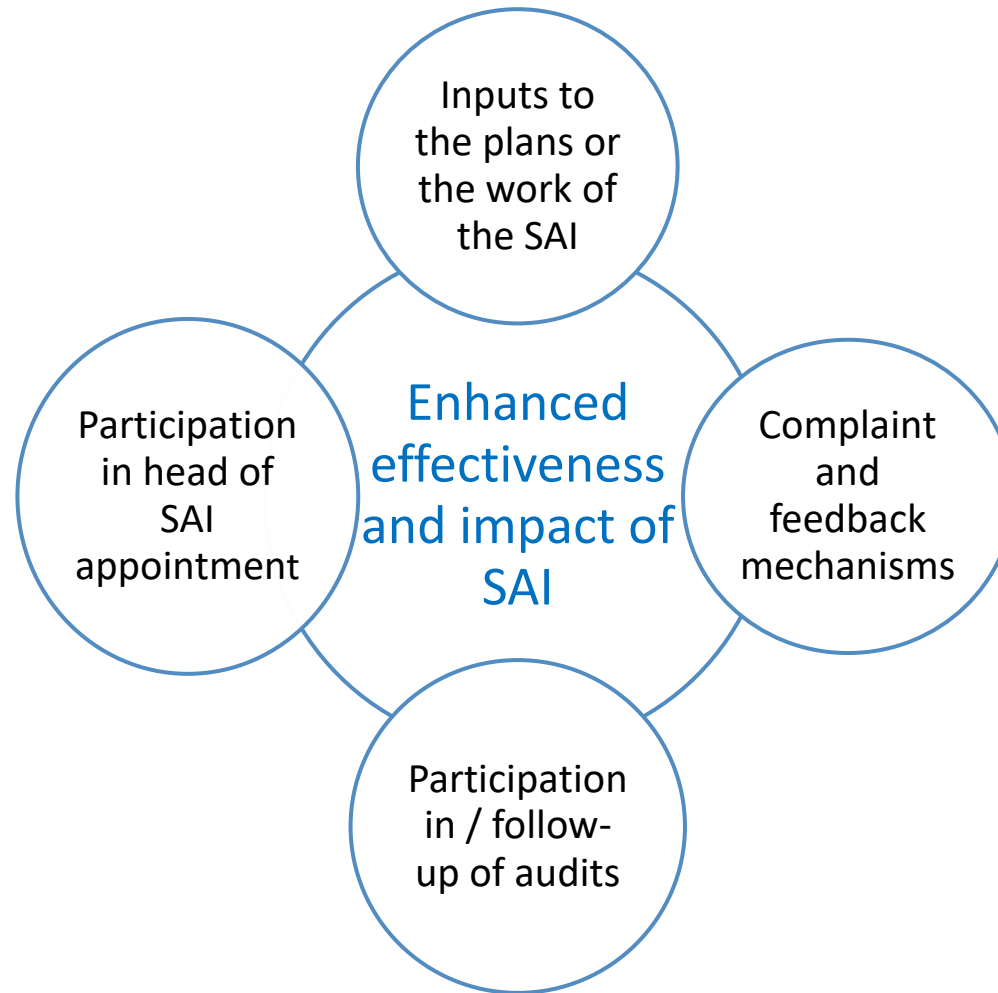 Inputs to
the plans or
the work of
the SAI
Participation
in head of
SAI
appointment
Enhanced
effectiveness
and impact of
SAI
Complaint
and
feedback
mechanisms
Participation
in / follow-
up of audits